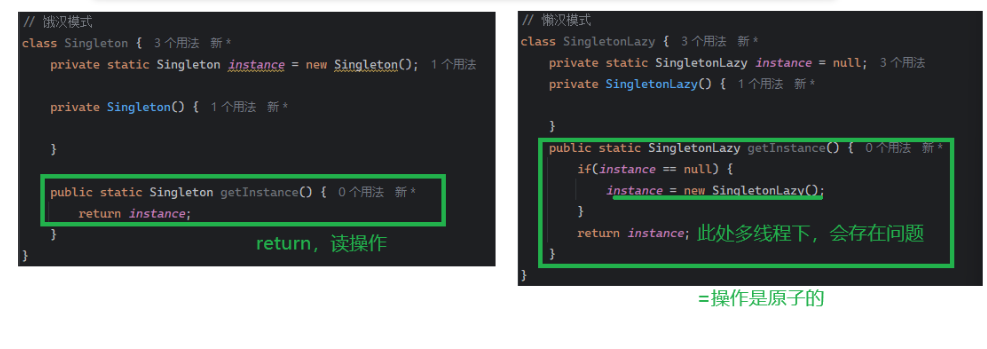 // 饿汉模式
class Singleton { 3 个用法 新 *
private static Singleton instance = new Singleton(); 1 个用法
private Singleton() { 1 个用法 新 *
}
public static Singleton getInstance() { 0 个用法 新 *
return instance;
}
return，读操作
}
// 懒汉模式
class SingletonLazy { 3 个用法 新 *
private static SingletonLazy instance = null; 3 个用法
private SingletonLazy() { 1 个用法 新 *
}
public static SingletonLazy getInstance() { 0 个用法 新 *
if(instance == null) {
instance = new SingletonLazy();
}
return instance; 此处多线程下，会存在问题
}
}
=操作是原子的